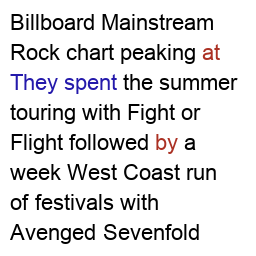 Billboard Mainstream
Rock chart peaking at
They spent the summer
touring with Fight or
Flight followed by a
week West Coast run
of festivals with
Avenged Sevenfold